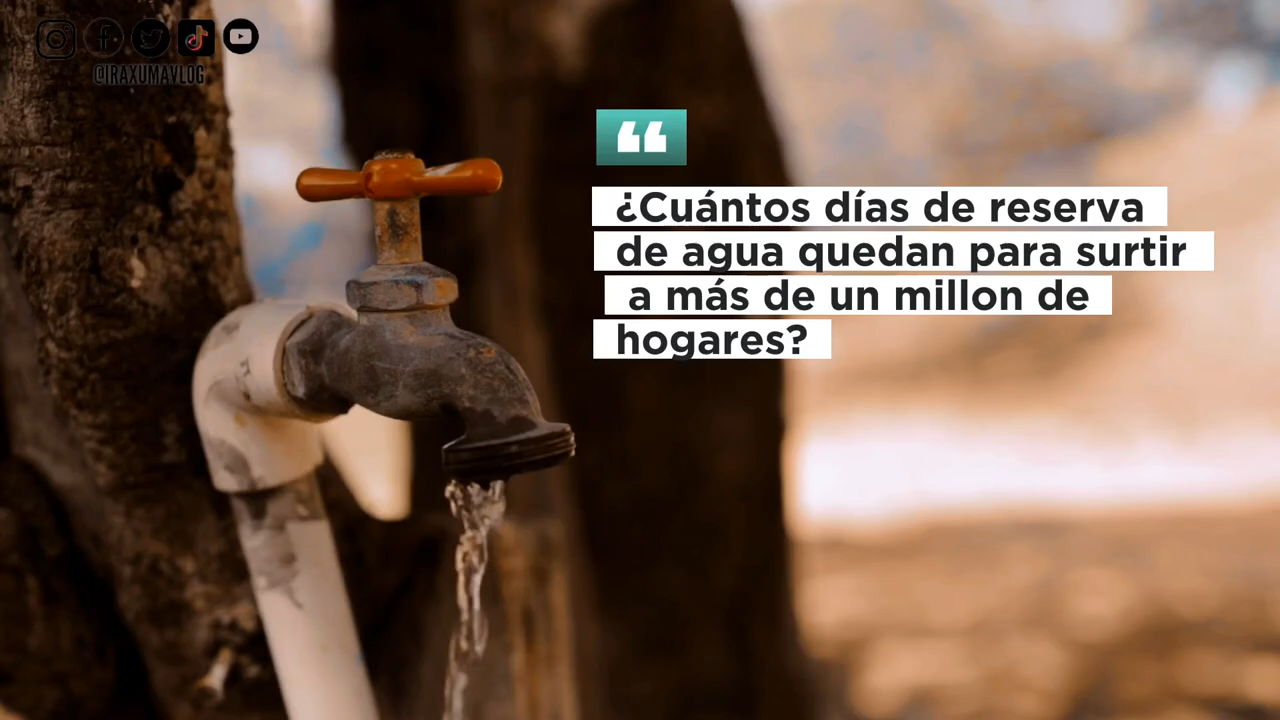 @IRAXUMAVLOG
¿Cuántos días de reserva
de agua quedan para surtir
a más de un millon de
hogares?